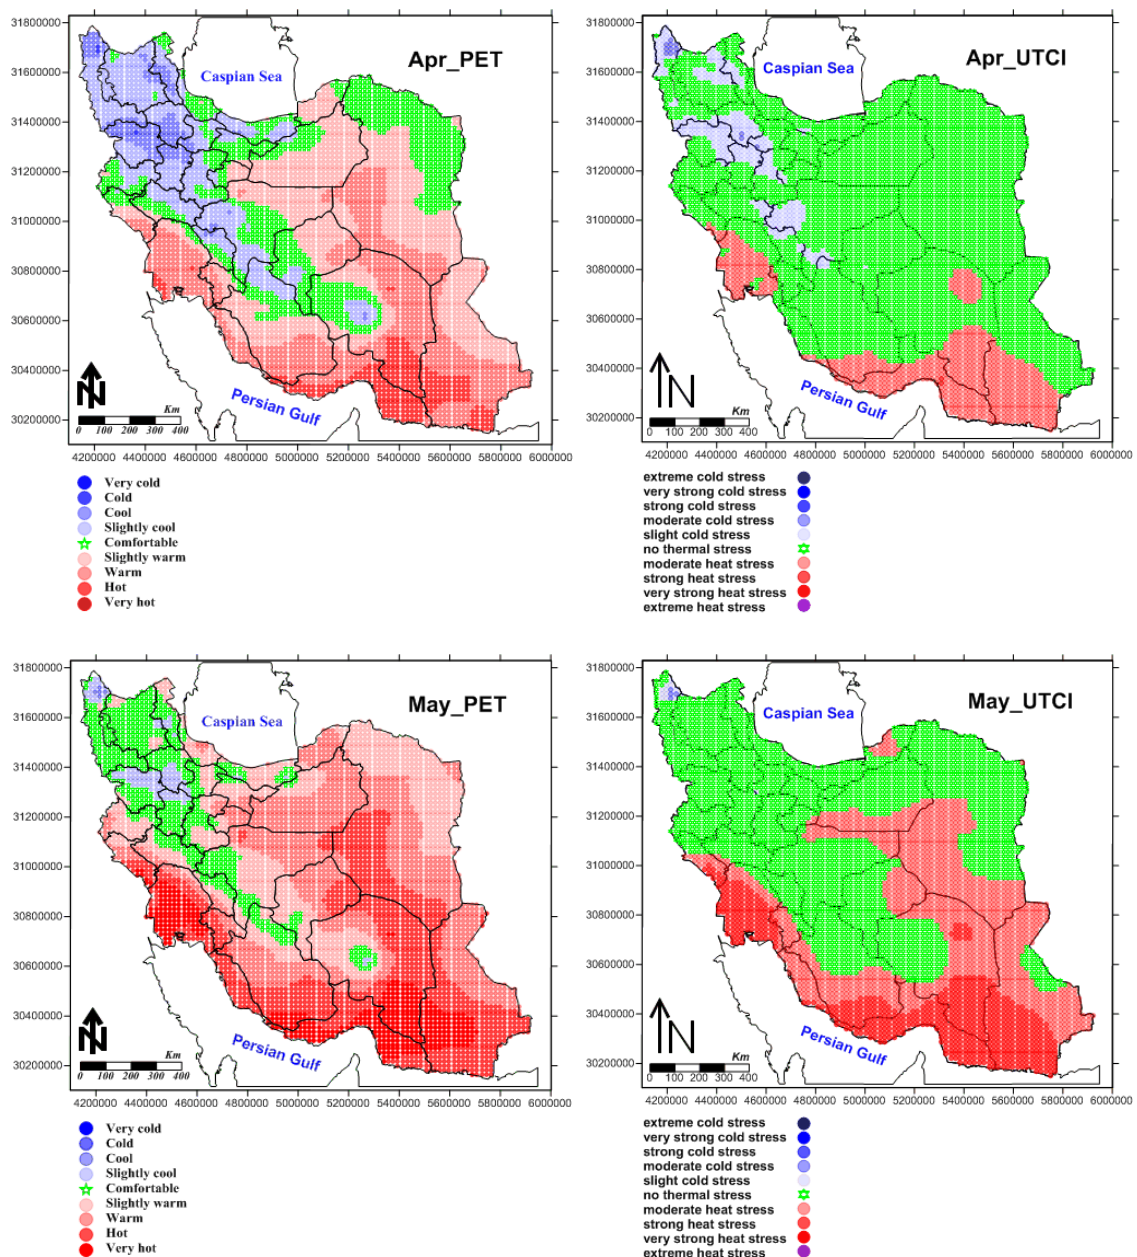 Apr_PET
Caspian Sea
Persian Gulf
N
Km
0 100 200 300 400
31800000
31600000
31400000
31200000
31000000
30800000
30600000
30400000
30200000
4200000 4400000 4600000 4800000 5000000 5200000 5400000 5600000 5800000 6000000
Very cold
Cold
Cool
Slightly cool
Comfortable
Slightly warm
Warm
Hot
Very hot
Apr_UTCI
Caspian Sea
Persian Gulf
N
Km
0 100 200 300 400
31800000
31600000
31400000
31200000
31000000
30800000
30600000
30400000
30200000
4200000 4400000 4600000 4800000 5000000 5200000 5400000 5600000 5800000 6000000
extreme cold stress
very strong cold stress
strong cold stress
moderate cold stress
slight cold stress
no thermal stress
moderate heat stress
strong heat stress
very strong heat stress
extreme heat stress
May_PET
Caspian Sea
Persian Gulf
N
Km
0 100 200 300 400
31800000
31600000
31400000
31200000
31000000
30800000
30600000
30400000
30200000
4200000 4400000 4600000 4800000 5000000 5200000 5400000 5600000 5800000 6000000
Very cold
Cold
Cool
Slightly cool
Comfortable
Slightly warm
Warm
Hot
Very hot
May_UTCI
Caspian Sea
Persian Gulf
N
Km
0 100 200 300 400
31800000
31600000
31400000
31200000
31000000
30800000
30600000
30400000
30200000
4200000 4400000 4600000 4800000 5000000 5200000 5400000 5600000 5800000 6000000
extreme cold stress
very strong cold stress
strong cold stress
moderate cold stress
slight cold stress
no thermal stress
moderate heat stress
strong heat stress
very strong heat stress
extreme heat stress